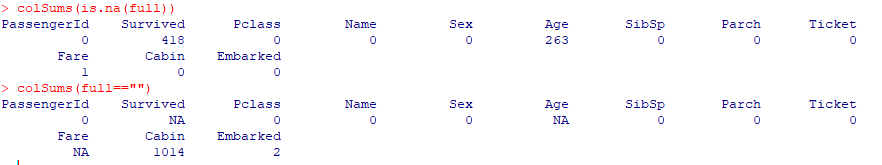 > colSums(is.na(full))
PassengerId Survived Pclass Name Sex Age SibSp Parch Ticket
0 418 0 0 0 263 0 0 0
Fare Cabin Embarked
1 0 0
> colSums(full=="")
PassengerId Survived Pclass Name Sex Age SibSp Parch Ticket
0 NA 0 0 0 NA 0 0 0
Fare Cabin Embarked
NA 1014 2